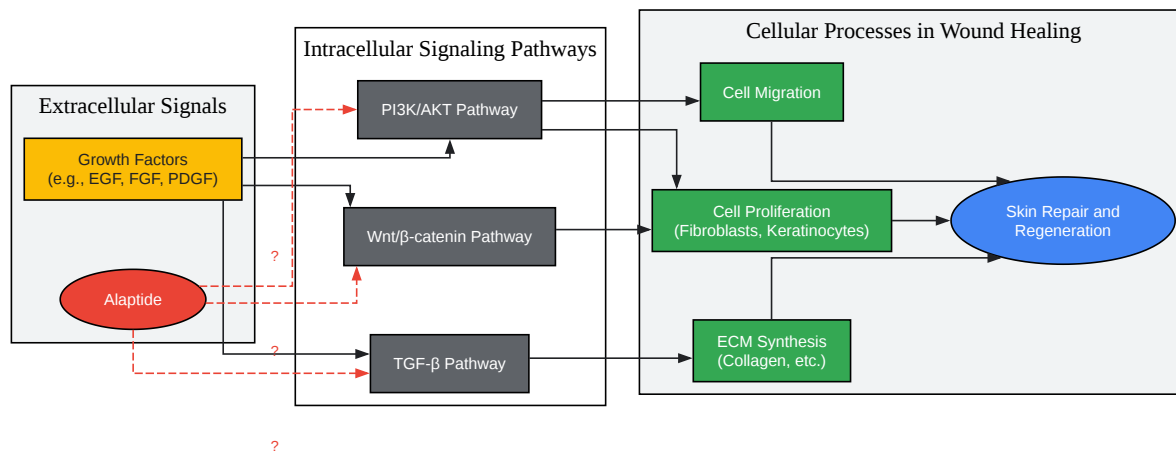 Extracellular Signals
Growth Factors
(e.g., EGF, FGF, PDGF)
Alaptide
?
?
?
Intracellular Signaling Pathways
PI3K/AKT Pathway
Wnt/β-catenin Pathway
TGF-β Pathway
Cellular Processes in Wound Healing
Cell Migration
Cell Proliferation
(Fibroblasts, Keratinocytes)
ECM Synthesis
(Collagen, etc.)
Skin Repair and
Regeneration